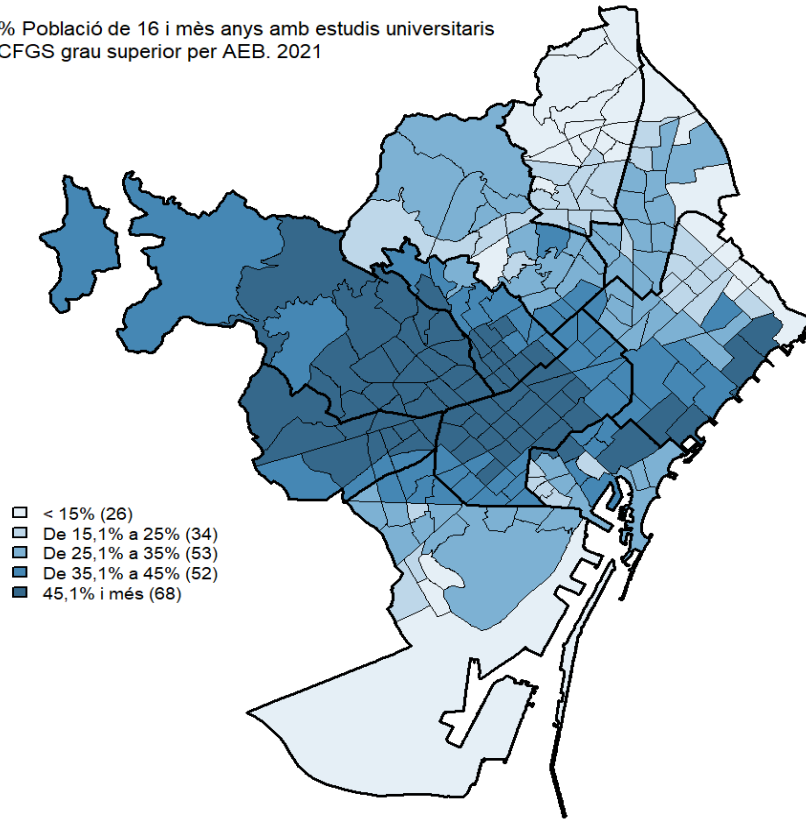 % Població de 16 i mès anys amb estudis universitaris
CFGS grau superior per AEB. 2021
< 15% (26)
De 15,1% a 25% (34)
De 25,1% a 35% (53)
De 35,1% a 45% (52)
45,1% i més (68)